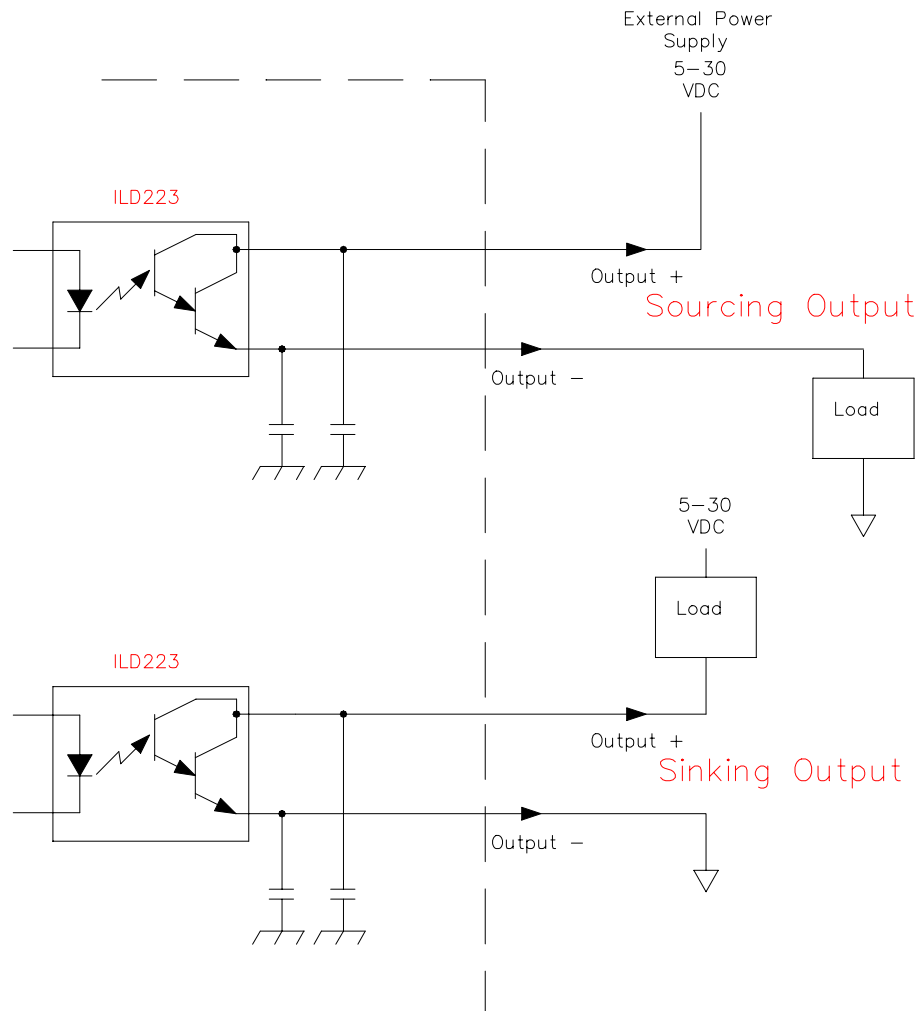 External Power
Supply
5-30
VDC
ILD223
Output +
Sourcing Output
Output -
Load
5-30
VDC
Load
ILD223
Output +
Sinking Output
Output -